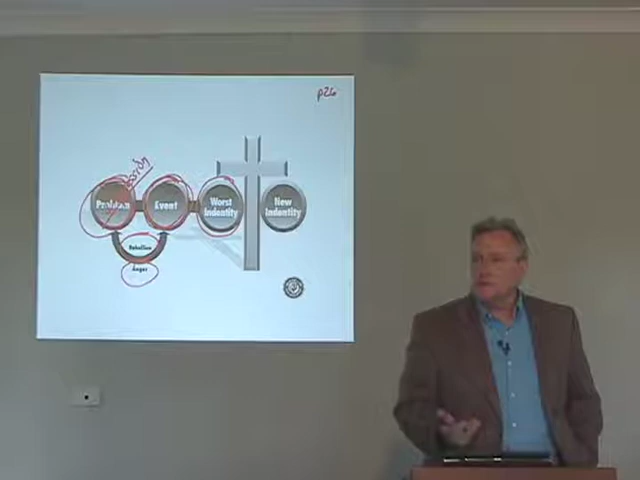 p26
Problem
Event
Worst
Indentity
New
Indentity
Rebellion
Anger